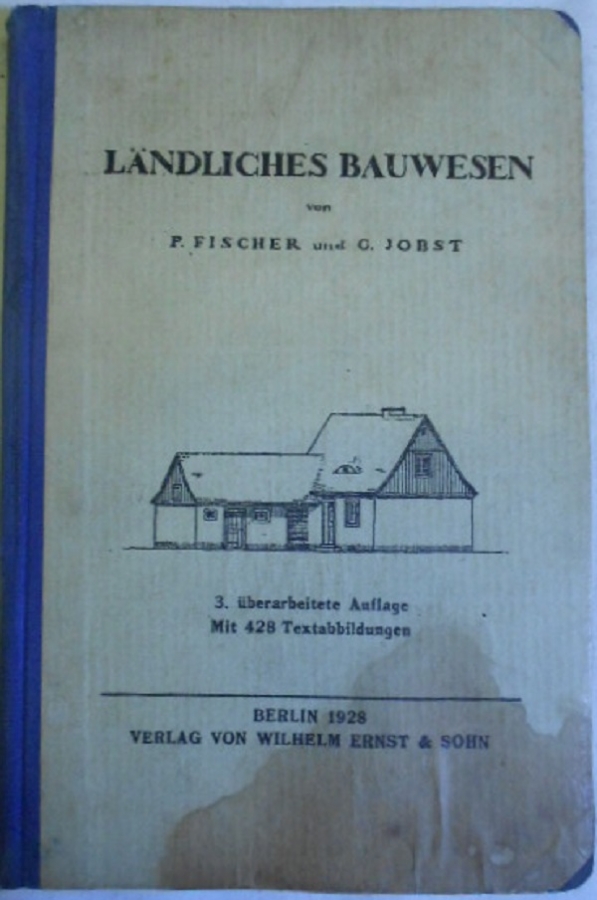 LÄNDLICHES BAUWESEN
von
P. FISCHER und G. JOBST
3. überarbeitete Auflage
Mit 428 Textabbildungen
BERLIN 1928
VERLAG VON WILHELM ERNST & SOHN